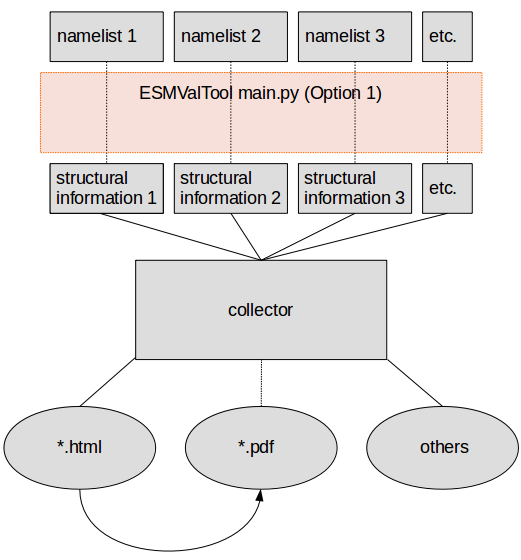 namelist 1
namelist 2
namelist 3
etc.
ESMValTool main.py (Option 1)
structural
information 1
structural
information 2
structural
information 3
etc.
collector
*.html
*.pdf
others